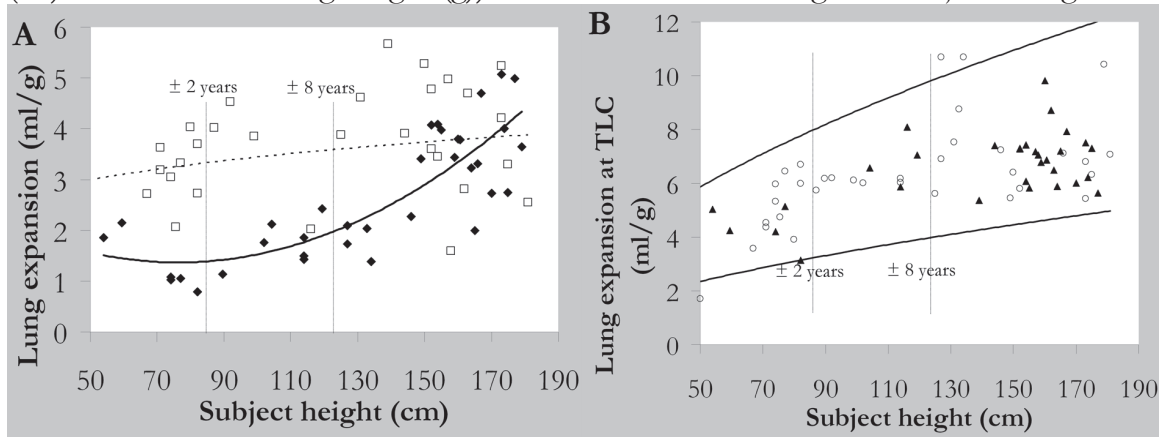 A
B
Lung expansion (ml/g)
6
5
4
3
2
1
0
± 2 years
± 8 years
50 70 90 110 130 150 170 190
Subject height (cm)
Lung expansion at TLC
(ml/g)
12
10
8
6
4
2
0
± 2 years
± 8 years
50 70 90 110 130 150 170 190
Subject height (cm)